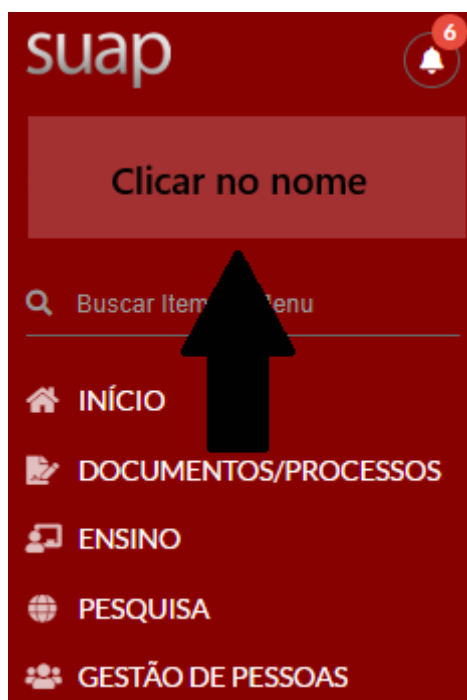 suap
6
Clicar no nome
Buscar Item enu
INÍCIO
DOCUMENTOS/PROCESSOS
ENSINO
PESQUISA
GESTÃO DE PESSOAS